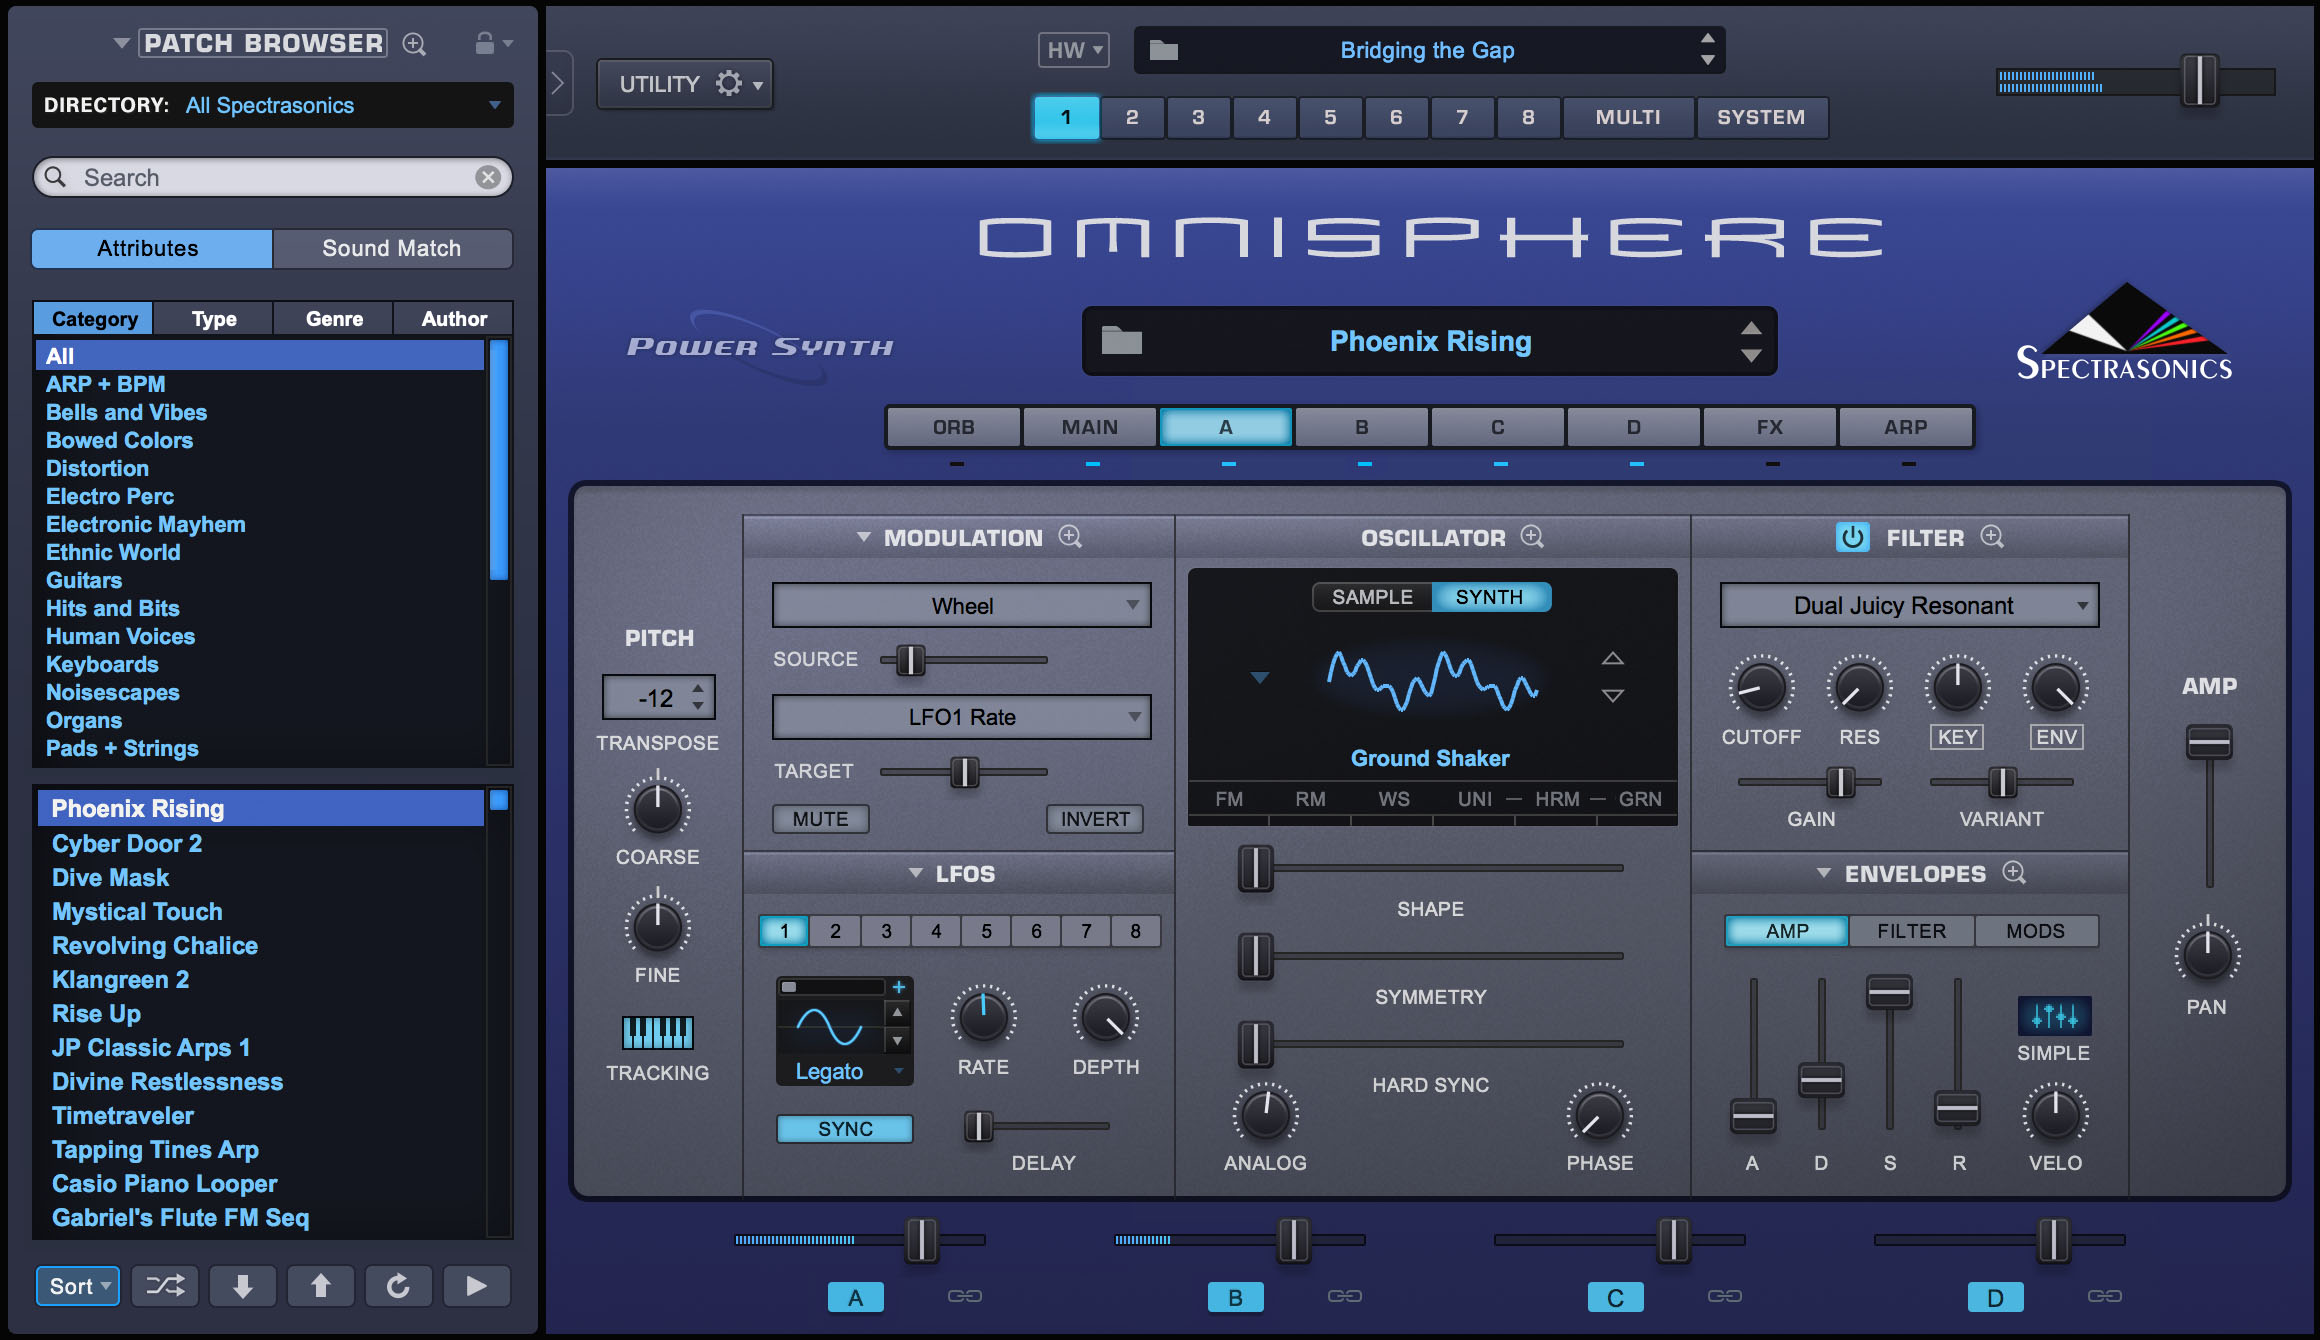 PATCH BROWSER
DIRECTORY: All Spectrasonics
Search
Attributes Sound Match
Category Type Genre Author
All
ARP + BPM
Bells and Vibes
Bowed Colors
Distortion
Electro Perc
Electronic Mayhem
Ethnic World
Guitars
Hits and Bits
Human Voices
Keyboards
Noisescapes
Organs
Pads + Strings
Phoenix Rising
Cyber Door 2
Dive Mask
Mystical Touch
Revolving Chalice
Klangreen 2
Rise Up
JP Classic Arps 1
Divine Restlessness
Timetraveler
Tapping Tines Arp
Casio Piano Looper
Gabriel's Flute FM Seq
Sort
UTILITY
HW
Bridging the Gap
1 2 3 4 5 6 7 8 MULTI SYSTEM
OMNISPHERE
POWER SYNTH
Phoenix Rising
SPECTRASONICS
ORB MAIN A B C D FX ARP
PITCH
-12
TRANSPOSE
COARSE
FINE
TRACKING
MODULATION
Wheel
SOURCE
LFO1 Rate
TARGET
MUTE INVERT
LFOS
1 2 3 4 5 6 7 8
Legato
RATE DEPTH
SYNC
DELAY
OSCILLATOR
SAMPLE SYNTH
Ground Shaker
FM RM WS UNI HRM GRN
SHAPE
SYMMETRY
HARD SYNC
ANALOG PHASE
FILTER
Dual Juicy Resonant
CUTOFF RES KEY ENV
GAIN VARIANT
ENVELOPES
AMP FILTER MODS
SIMPLE
A D S R VELO
AMP
PAN
A B C D